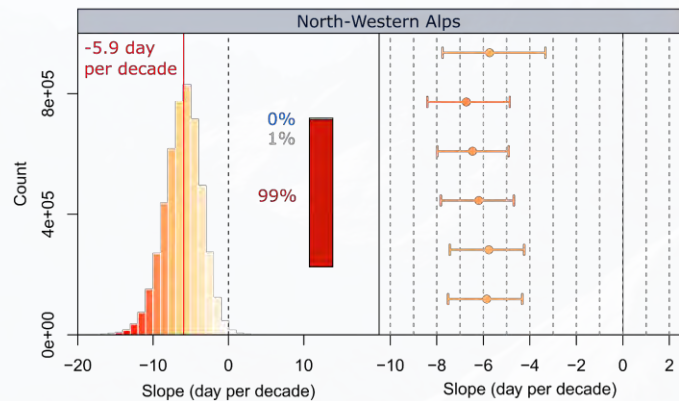 North-Western Alps
-5.9 day
per decade
8e+05
4e+05
0e+00
Count
0%
1%
99%
−20 −10 0 10
Slope (day per decade)
−10 −8 −6 −4 −2 0 2
Slope (day per decade)